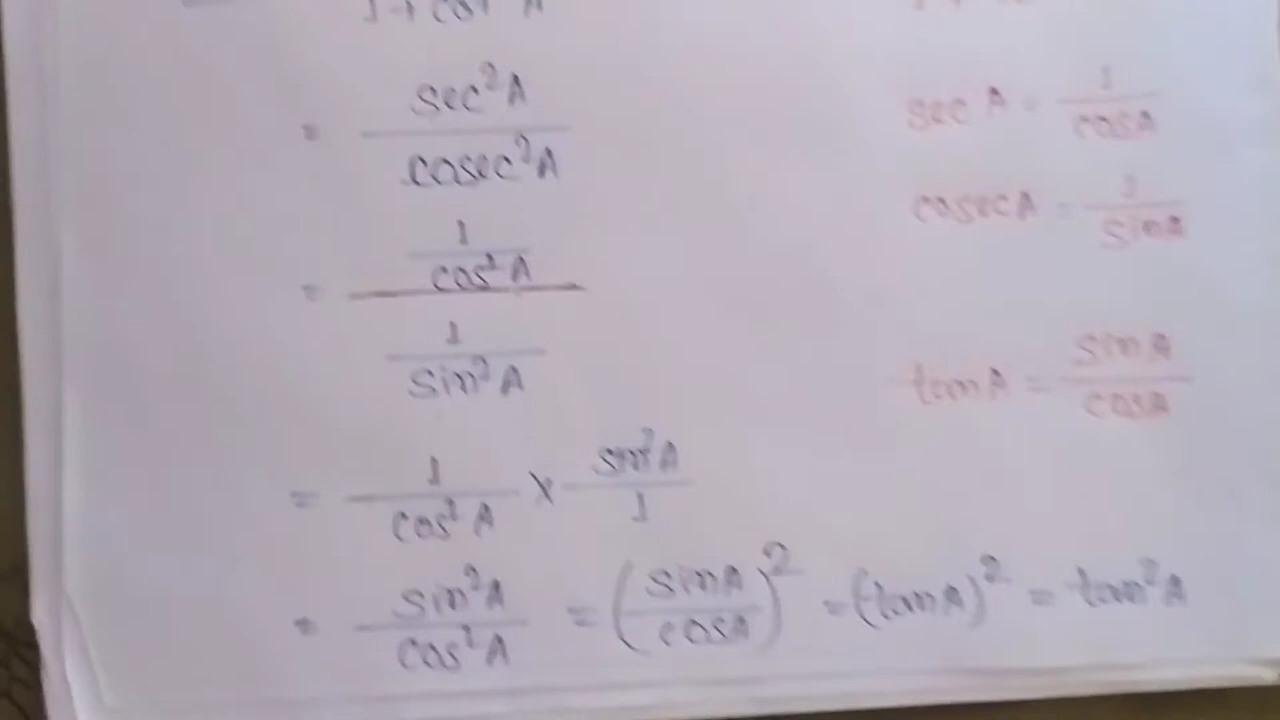 = sec²A / cosec²A
sec A = 1 / cosA
cosecA = 1 / sinA
= 1 / cos²A / 1 / sin²A
tanA = sinA / cosA
= 1 / cos²A × sin²A / 1
= sin²A / cos²A = (sinA / cosA)² = (tanA)² = tan²A